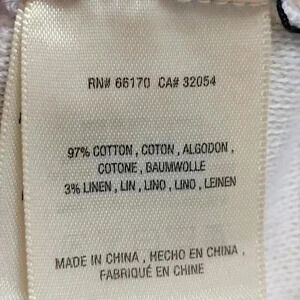 RN# 66170 CA# 32054
97% COTTON , COTON , ALGODON ,
COTONE , BAUMWOLLE
3% LINEN , LIN , LINO , LINO , LEINEN
MADE IN CHINA , HECHO EN CHINA ,
FABRIQUÉ EN CHINE